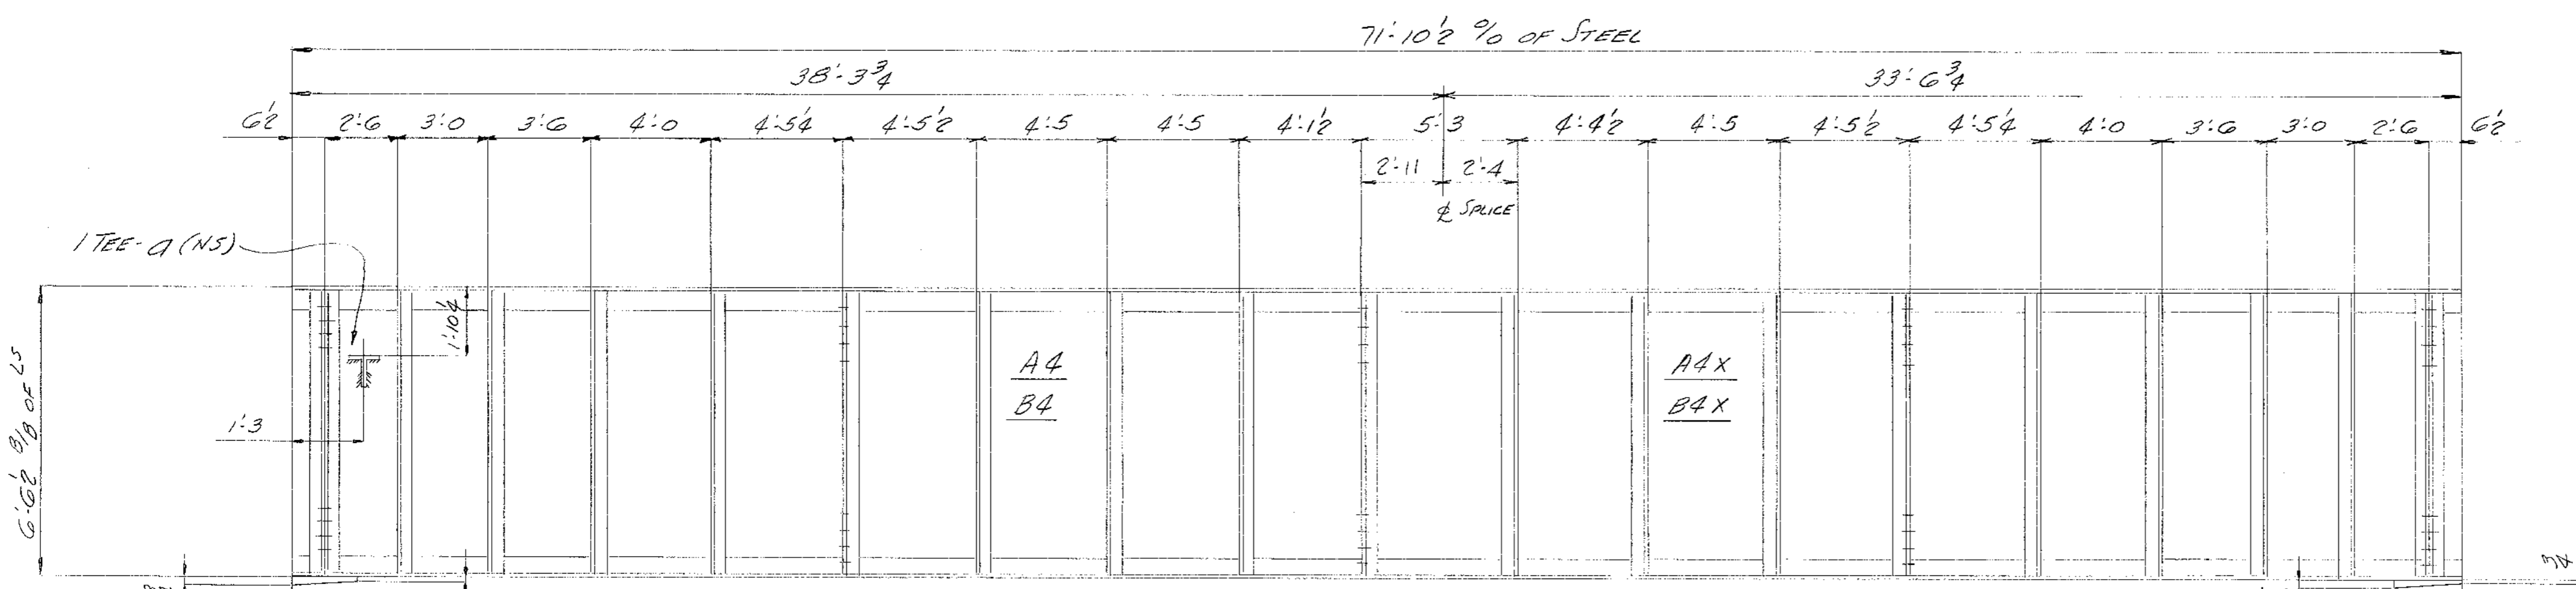 71'-10½ O/O OF STEEL
38'-3¾ 33'-6¾
6½ 2'-6 3'-0 3'-6 4'-0 4'-5¼ 4'-5½ 4'-5 4'-5 4'-1½ 5'-3 4'-4½ 4'-5 4'-5½ 4'-5¼ 4'-0 3'-6 3'-0 2'-6 6½
2'-11 2'-4
℄ SPLICE
1 TEE-a (NS)
1'-10¼
6'-6½ B/B OF LS
A4 A4X
B4 B4X
1'-3
¾